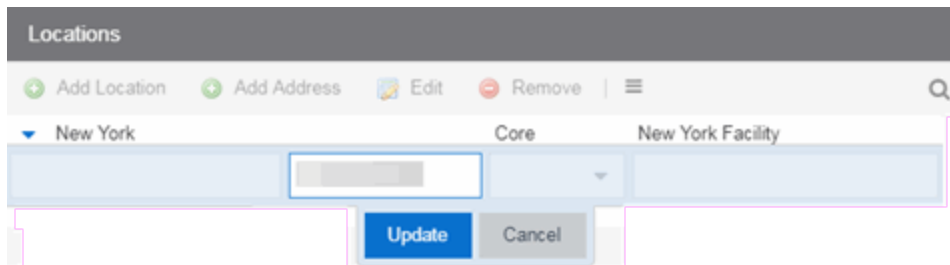 Locations
Add Location Add Address Edit Remove
New York Core New York Facility
Update Cancel